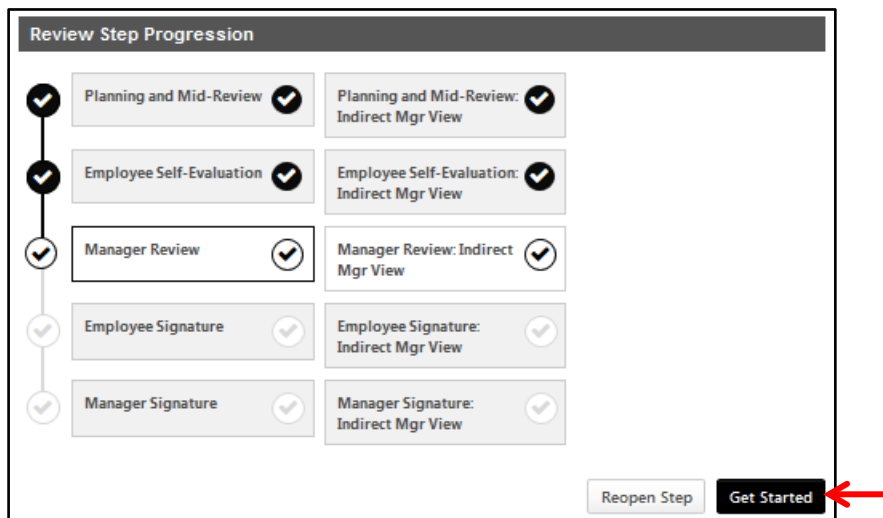 Review Step Progression
Planning and Mid-Review
Planning and Mid-Review:
Indirect Mgr View
Employee Self-Evaluation
Employee Self-Evaluation:
Indirect Mgr View
Manager Review
Manager Review: Indirect
Mgr View
Employee Signature
Employee Signature:
Indirect Mgr View
Manager Signature
Manager Signature:
Indirect Mgr View
Reopen Step
Get Started